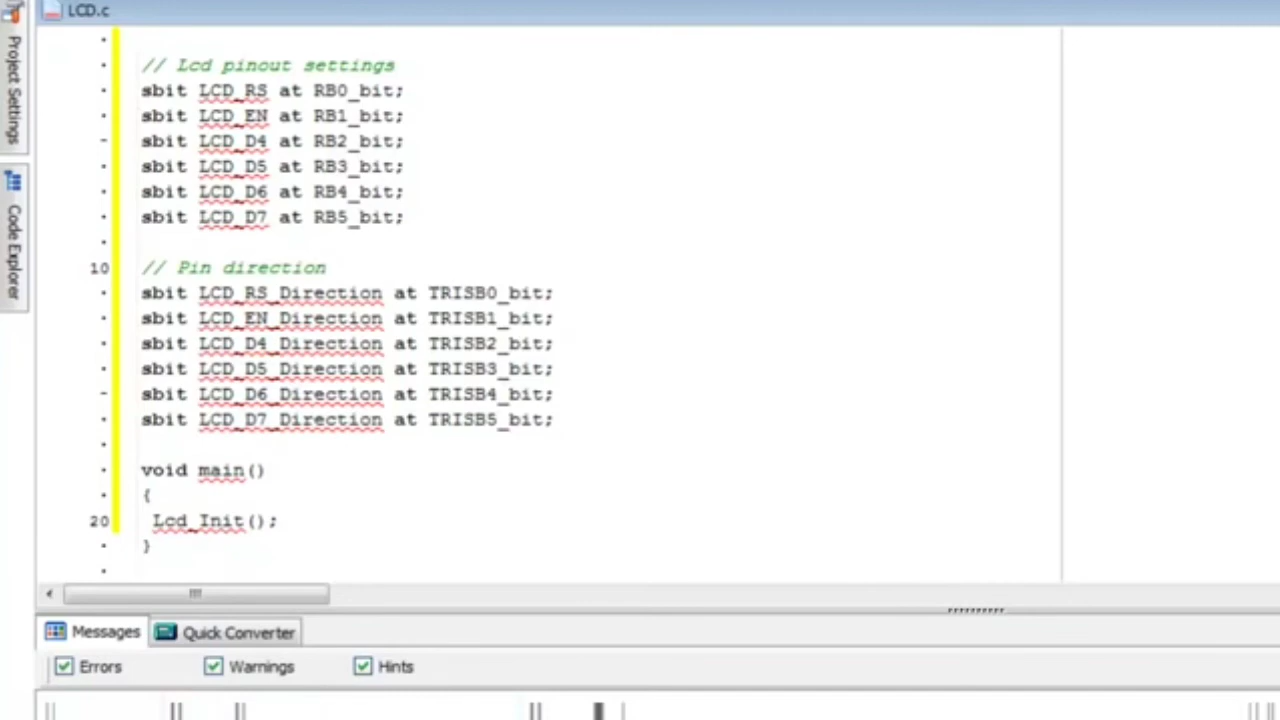 LCD.c
Project Settings
Code Explorer
// Lcd pinout settings
sbit LCD_RS at RB0_bit;
sbit LCD_EN at RB1_bit;
sbit LCD_D4 at RB2_bit;
sbit LCD_D5 at RB3_bit;
sbit LCD_D6 at RB4_bit;
sbit LCD_D7 at RB5_bit;
10 // Pin direction
sbit LCD_RS_Direction at TRISB0_bit;
sbit LCD_EN_Direction at TRISB1_bit;
sbit LCD_D4_Direction at TRISB2_bit;
sbit LCD_D5_Direction at TRISB3_bit;
sbit LCD_D6_Direction at TRISB4_bit;
sbit LCD_D7_Direction at TRISB5_bit;
void main()
{
20 Lcd_Init();
}
Messages Quick Converter
Errors Warnings Hints